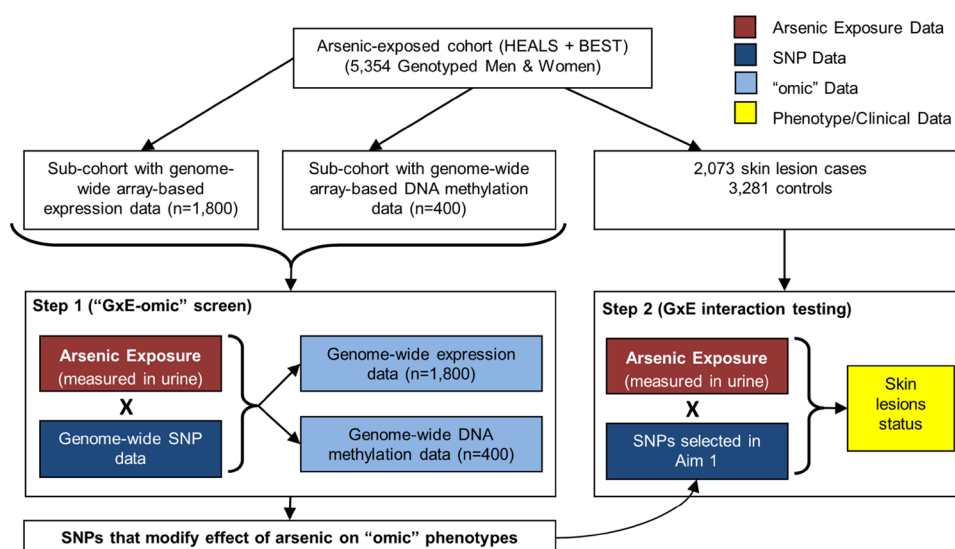 Arsenic-exposed cohort (HEALS + BEST)
(5,354 Genotyped Men & Women)
Arsenic Exposure Data
SNP Data
“omic” Data
Phenotype/Clinical Data
Sub-cohort with genome-
wide array-based
expression data (n=1,800)
Sub-cohort with genome-wide
array-based DNA methylation
data (n=400)
2,073 skin lesion cases
3,281 controls
Step 1 (“GxE-omic” screen)
Arsenic Exposure
(measured in urine)
X
Genome-wide SNP
data
Genome-wide expression
data (n=1,800)
Genome-wide DNA
methylation data (n=400)
Step 2 (GxE interaction testing)
Arsenic Exposure
(measured in urine)
X
SNPs selected in
Aim 1
Skin
lesions
status
SNPs that modify effect of arsenic on “omic” phenotypes